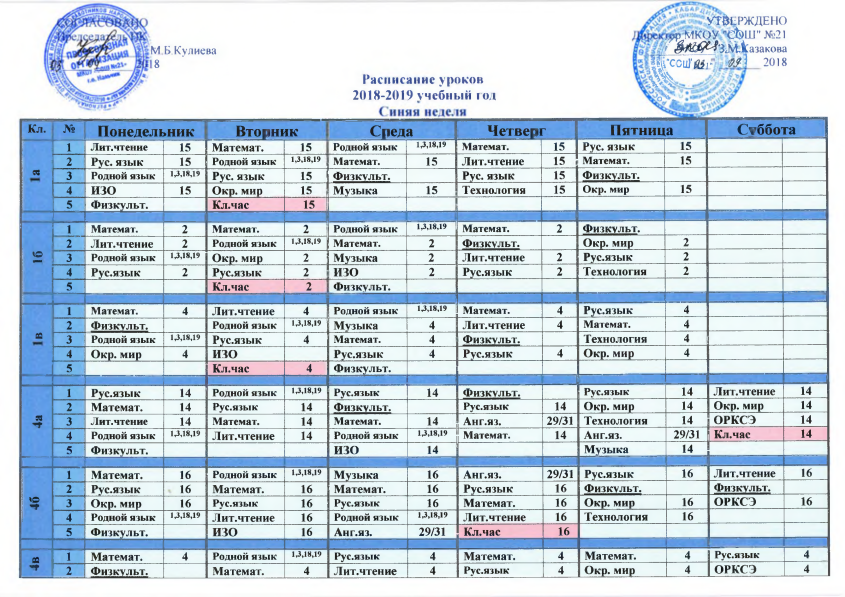 СОГЛАСОВАНО УТВЕРЖДЕНО
Председатель ПК Директор МКОУ "СОШ" №21
М.Б Кулиева З.М.Казакова
2018 2018
Расписание уроков
2018-2019 учебный год
Синяя неделя
Кл. № Понедельник Вторник Среда Четверг Пятница Суббота
1а
1 Лит.чтение 15 Математ. 15 Родной язык 1,3,18,19 Математ. 15 Рус. язык 15
2 Рус. язык 15 Родной язык 1,3,18,19 Математ. 15 Лит.чтение 15 Математ. 15
3 Родной язык 1,3,18,19 Рус. язык 15 Физкульт. Рус. язык 15 Физкульт.
4 ИЗО 15 Окр. мир 15 Музыка 15 Технология 15 Окр. мир 15
5 Физкульт. Кл.час 15
1б
1 Математ. 2 Математ. 2 Родной язык 1,3,18,19 Математ. 2 Физкульт.
2 Лит.чтение 2 Родной язык 1,3,18,19 Математ. 2 Физкульт. Окр. мир 2
3 Родной язык 1,3,18,19 Окр. мир 2 Музыка 2 Лит.чтение 2 Рус.язык 2
4 Рус.язык 2 Рус.язык 2 ИЗО 2 Рус.язык 2 Технология 2
5 Кл.час 2 Физкульт.
1в
1 Математ. 4 Лит.чтение 4 Родной язык 1,3,18,19 Математ. 4 Рус.язык 4
2 Физкульт. Родной язык 1,3,18,19 Музыка 4 Лит.чтение 4 Математ. 4
3 Родной язык 1,3,18,19 Рус.язык 4 Математ. 4 Физкульт. Технология 4
4 Окр. мир 4 ИЗО Рус.язык 4 Рус.язык 4 Окр. мир 4
5 Кл.час 4 Физкульт.
4а
1 Рус.язык 14 Родной язык 1,3,18,19 Рус.язык 14 Физкульт. Рус.язык 14 Лит.чтение 14
2 Математ. 14 Рус.язык 14 Физкульт. Рус.язык 14 Окр. мир 14 Окр. мир 14
3 Лит.чтение 14 Математ. 14 Математ. 14 Анг.яз. 29/31 Технология 14 ОРКСЭ 14
4 Родной язык 1,3,18,19 Лит.чтение 14 Родной язык 1,3,18,19 Математ. 14 Анг.яз. 29/31 Кл.час 14
5 Физкульт. ИЗО 14 Музыка 14
4б
1 Математ. 16 Родной язык 1,3,18,19 Музыка 16 Анг.яз. 29/31 Рус.язык 16 Лит.чтение 16
2 Рус.язык 16 Математ. 16 Математ. 16 Рус.язык 16 Физкульт. Физкульт.
3 Окр. мир 16 Рус.язык 16 Рус.язык 16 Математ. 16 Окр. мир 16 ОРКСЭ 16
4 Родной язык 1,3,18,19 Лит.чтение 16 Родной язык 1,3,18,19 Лит.чтение 16 Технология 16
5 Физкульт. ИЗО 16 Анг.яз. 29/31 Кл.час 16
4в
1 Математ. 4 Родной язык 1,3,18,19 Рус.язык 4 Математ. 4 Математ. 4 Рус.язык 4
2 Физкульт. Математ. 4 Лит.чтение 4 Рус.язык 4 Окр. мир 4 ОРКСЭ 4